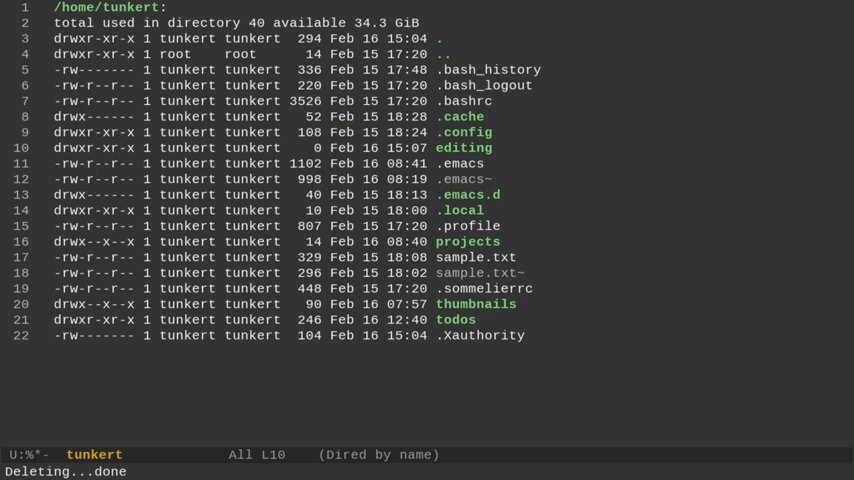 1 /home/tunkert:
2 total used in directory 40 available 34.3 GiB
3 drwxr-xr-x 1 tunkert tunkert 294 Feb 16 15:04 .
4 drwxr-xr-x 1 root root 14 Feb 15 17:20 ..
5 -rw------- 1 tunkert tunkert 336 Feb 15 17:48 .bash_history
6 -rw-r--r-- 1 tunkert tunkert 220 Feb 15 17:20 .bash_logout
7 -rw-r--r-- 1 tunkert tunkert 3526 Feb 15 17:20 .bashrc
8 drwx------ 1 tunkert tunkert 52 Feb 15 18:28 .cache
9 drwxr-xr-x 1 tunkert tunkert 108 Feb 15 18:24 .config
10 drwxr-xr-x 1 tunkert tunkert 0 Feb 16 15:07 editing
11 -rw-r--r-- 1 tunkert tunkert 1102 Feb 16 08:41 .emacs
12 -rw-r--r-- 1 tunkert tunkert 998 Feb 16 08:19 .emacs~
13 drwx------ 1 tunkert tunkert 40 Feb 15 18:13 .emacs.d
14 drwxr-xr-x 1 tunkert tunkert 10 Feb 15 18:00 .local
15 -rw-r--r-- 1 tunkert tunkert 807 Feb 15 17:20 .profile
16 drwx--x--x 1 tunkert tunkert 14 Feb 16 08:40 projects
17 -rw-r--r-- 1 tunkert tunkert 329 Feb 15 18:08 sample.txt
18 -rw-r--r-- 1 tunkert tunkert 296 Feb 15 18:02 sample.txt~
19 -rw-r--r-- 1 tunkert tunkert 448 Feb 15 17:20 .sommelierrc
20 drwx--x--x 1 tunkert tunkert 90 Feb 16 07:57 thumbnails
21 drwxr-xr-x 1 tunkert tunkert 246 Feb 16 12:40 todos
22 -rw------- 1 tunkert tunkert 104 Feb 16 15:04 .Xauthority
U:%*- tunkert All L10 (Dired by name)
Deleting...done